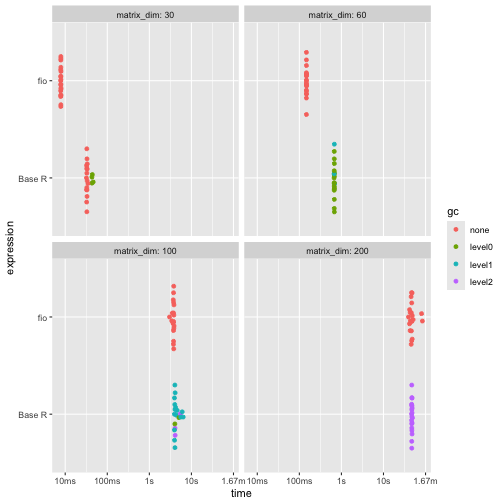 matrix_dim: 30
matrix_dim: 60
fio
Base R
matrix_dim: 100
matrix_dim: 200
fio
Base R
expression
10ms
100ms
1s
10s
1.67m
10ms
100ms
1s
10s
1.67m
time
gc
none
level0
level1
level2